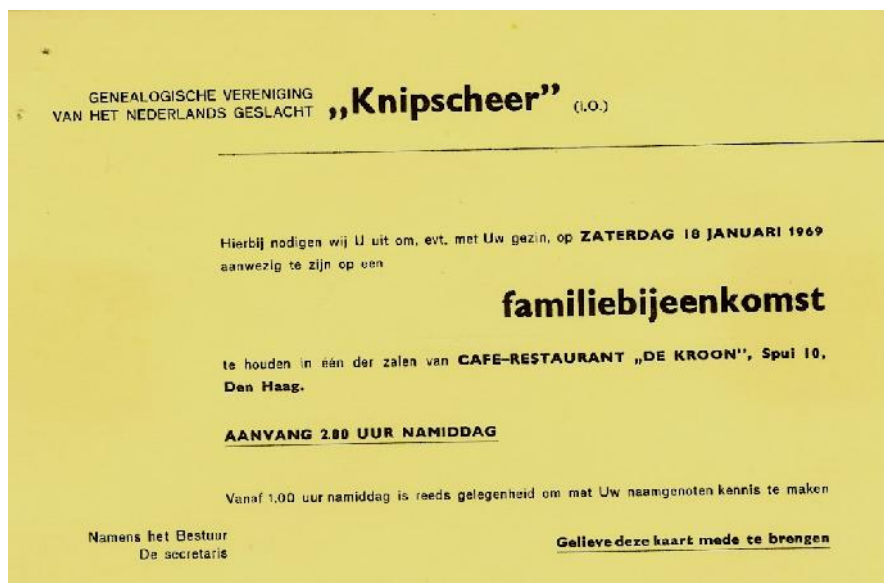 GENEALOGISCHE VERENIGING
VAN HET NEDERLANDS GESLACHT „Knipscheer” (I.O.)
Hierbij nodigen wij U uit om, evt. met Uw gezin, op ZATERDAG 18 JANUARI 1969
aanwezig te zijn op een
familiebijeenkomst
te houden in één der zalen van CAFE-RESTAURANT „DE KROON”, Spui 10,
Den Haag.
AANVANG 2.00 UUR NAMIDDAG
Vanaf 1.00 uur namiddag is reeds gelegenheid om met Uw naamgenoten kennis te maken
Namens het Bestuur
De secretaris
Gelieve deze kaart mede te brengen